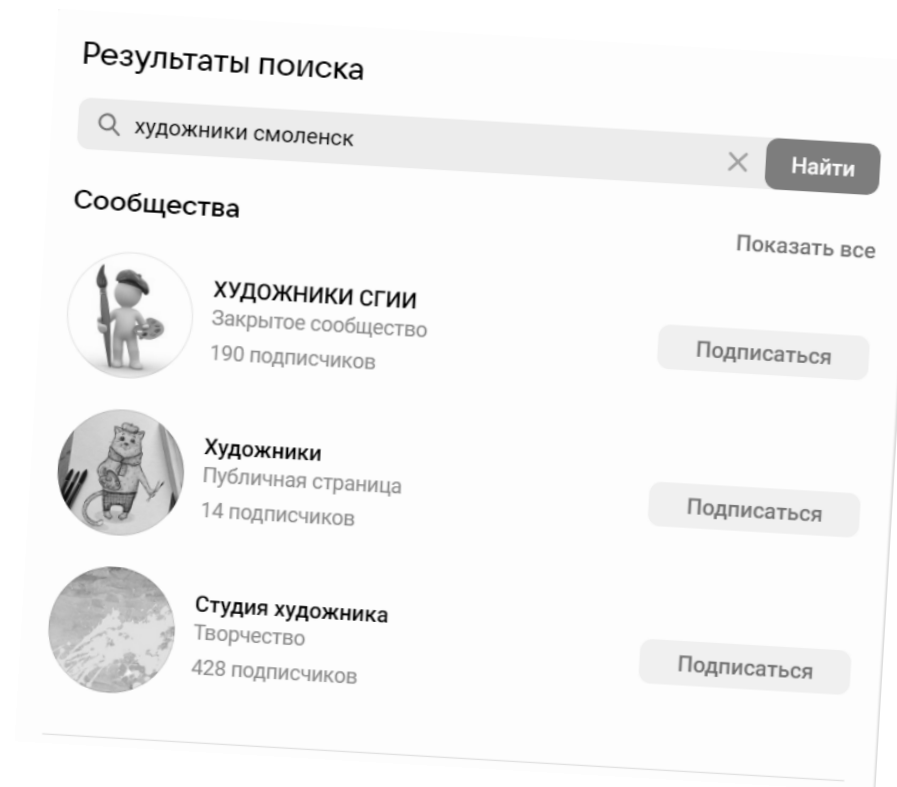 Результаты поиска
художники смоленск
Найти
Сообщества
Показать все
ХУДОЖНИКИ СГИИ
Закрытое сообщество
190 подписчиков
Подписаться
Художники
Публичная страница
14 подписчиков
Подписаться
Студия художника
Творчество
428 подписчиков
Подписаться